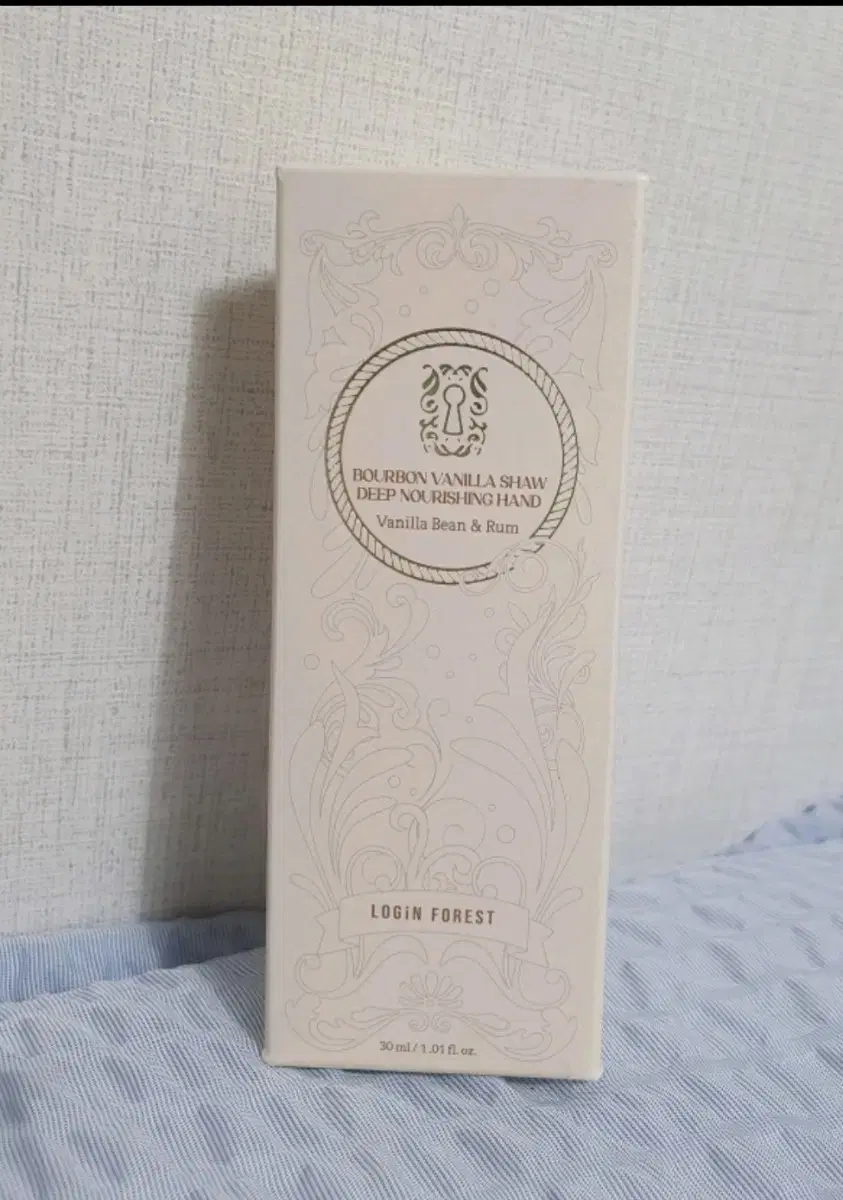 BOURBON VANILLA SHAW
DEEP NOURISHING HAND
Vanilla Bean & Rum
LOGiN FOREST
30 ml / 1.01 fl. oz.